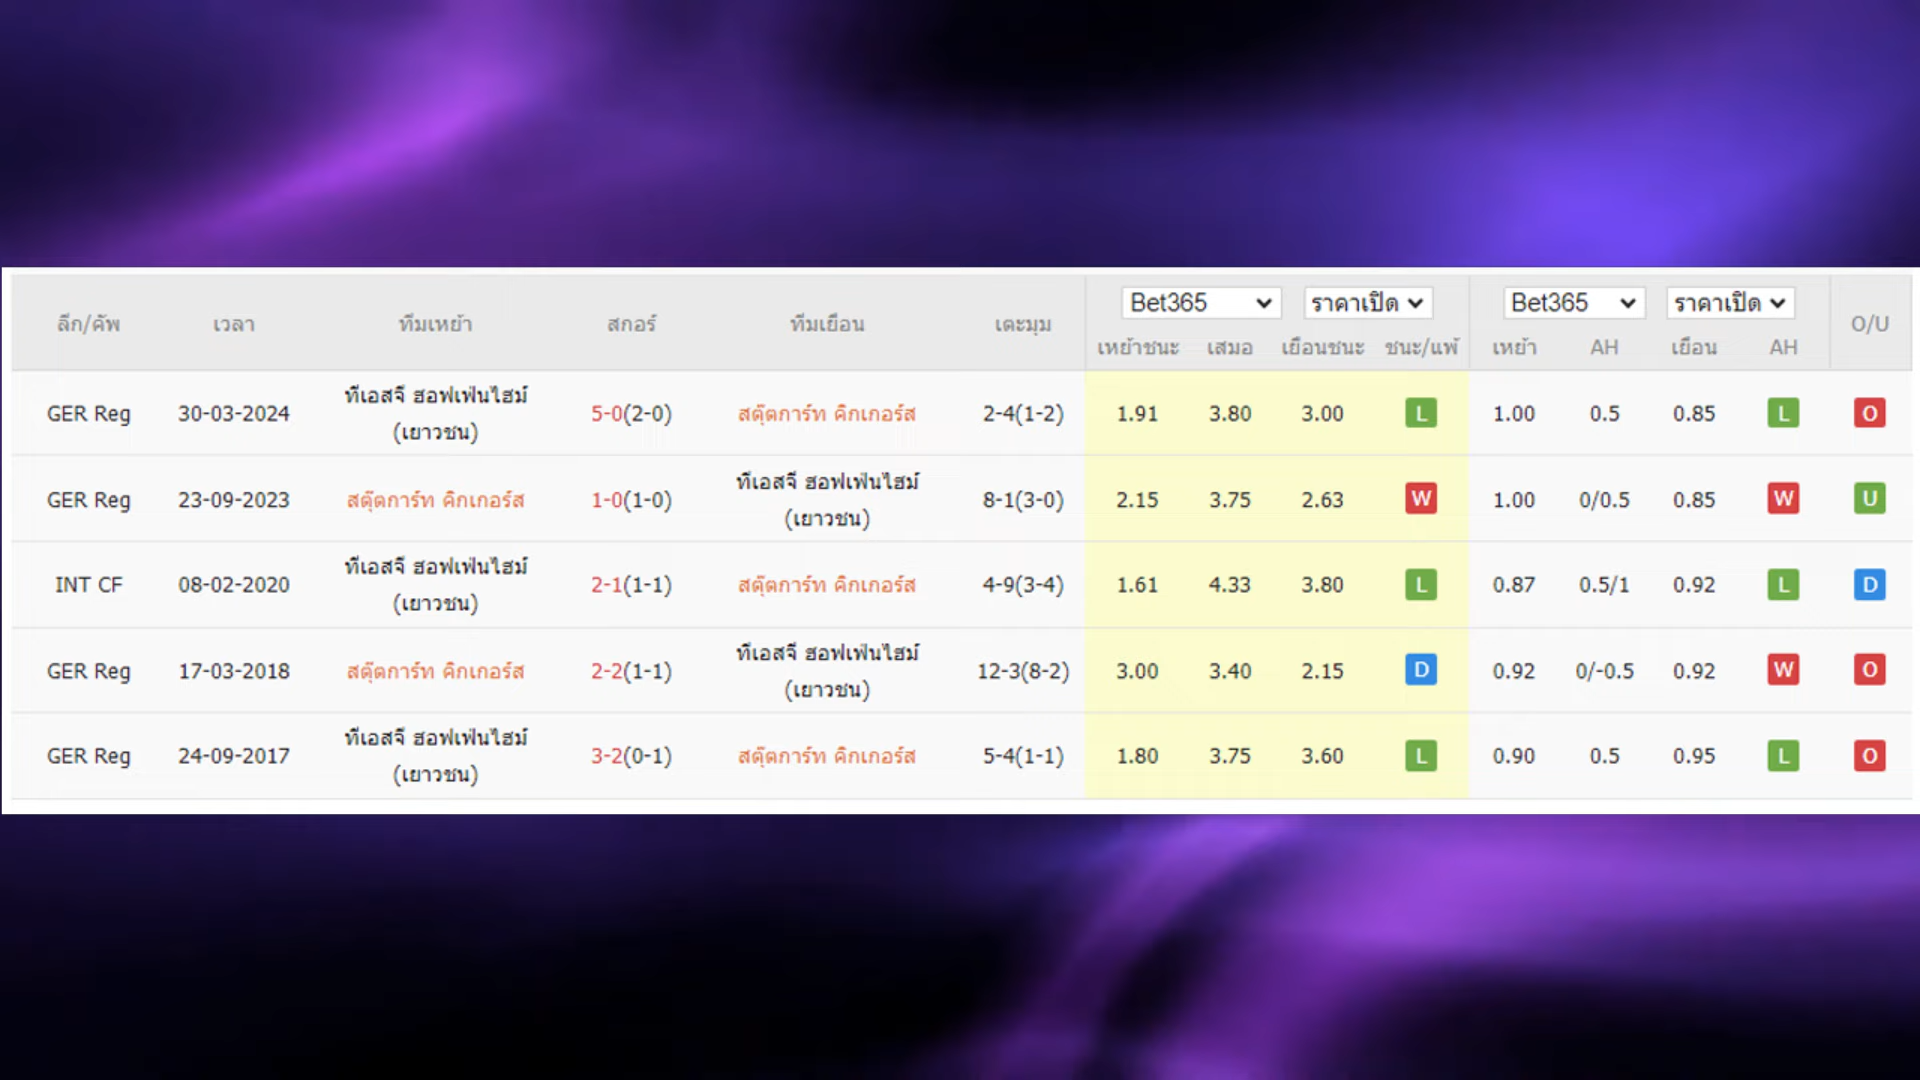 ลีก/คัพ เวลา ทีมเหย้า สกอร์ ทีมเยือน เตะมุม Bet365 ราคาเปิด Bet365 ราคาเปิด O/U
เหย้าชนะ เสมอ เยือนชนะ ชนะ/แพ้ เหย้า AH เยือน AH
GER Reg 30-03-2024 ทีเอสจี ฮอฟเฟ่นไฮม์ 5-0(2-0) สตุ๊ตการ์ท คิกเกอร์ส 2-4(1-2) 1.91 3.80 3.00 L 1.00 0.5 0.85 L O
(เยาวชน)
GER Reg 23-09-2023 สตุ๊ตการ์ท คิกเกอร์ส 1-0(1-0) ทีเอสจี ฮอฟเฟ่นไฮม์ 8-1(3-0) 2.15 3.75 2.63 W 1.00 0/0.5 0.85 W U
(เยาวชน)
INT CF 08-02-2020 ทีเอสจี ฮอฟเฟ่นไฮม์ 2-1(1-1) สตุ๊ตการ์ท คิกเกอร์ส 4-9(3-4) 1.61 4.33 3.80 L 0.87 0.5/1 0.92 L D
(เยาวชน)
GER Reg 17-03-2018 สตุ๊ตการ์ท คิกเกอร์ส 2-2(1-1) ทีเอสจี ฮอฟเฟ่นไฮม์ 12-3(8-2) 3.00 3.40 2.15 D 0.92 0/-0.5 0.92 W O
(เยาวชน)
GER Reg 24-09-2017 ทีเอสจี ฮอฟเฟ่นไฮม์ 3-2(0-1) สตุ๊ตการ์ท คิกเกอร์ส 5-4(1-1) 1.80 3.75 3.60 L 0.90 0.5 0.95 L O
(เยาวชน)